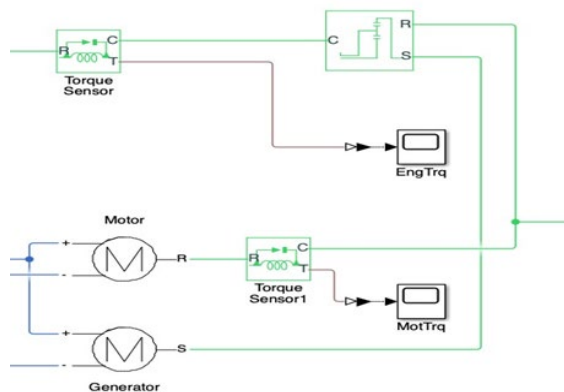 R
C
T
Torque
Sensor
C
R
S
EngTrq
Motor
+
-
M
R
R
C
T
Torque
Sensor1
MotTrq
+
-
M
S
Generator